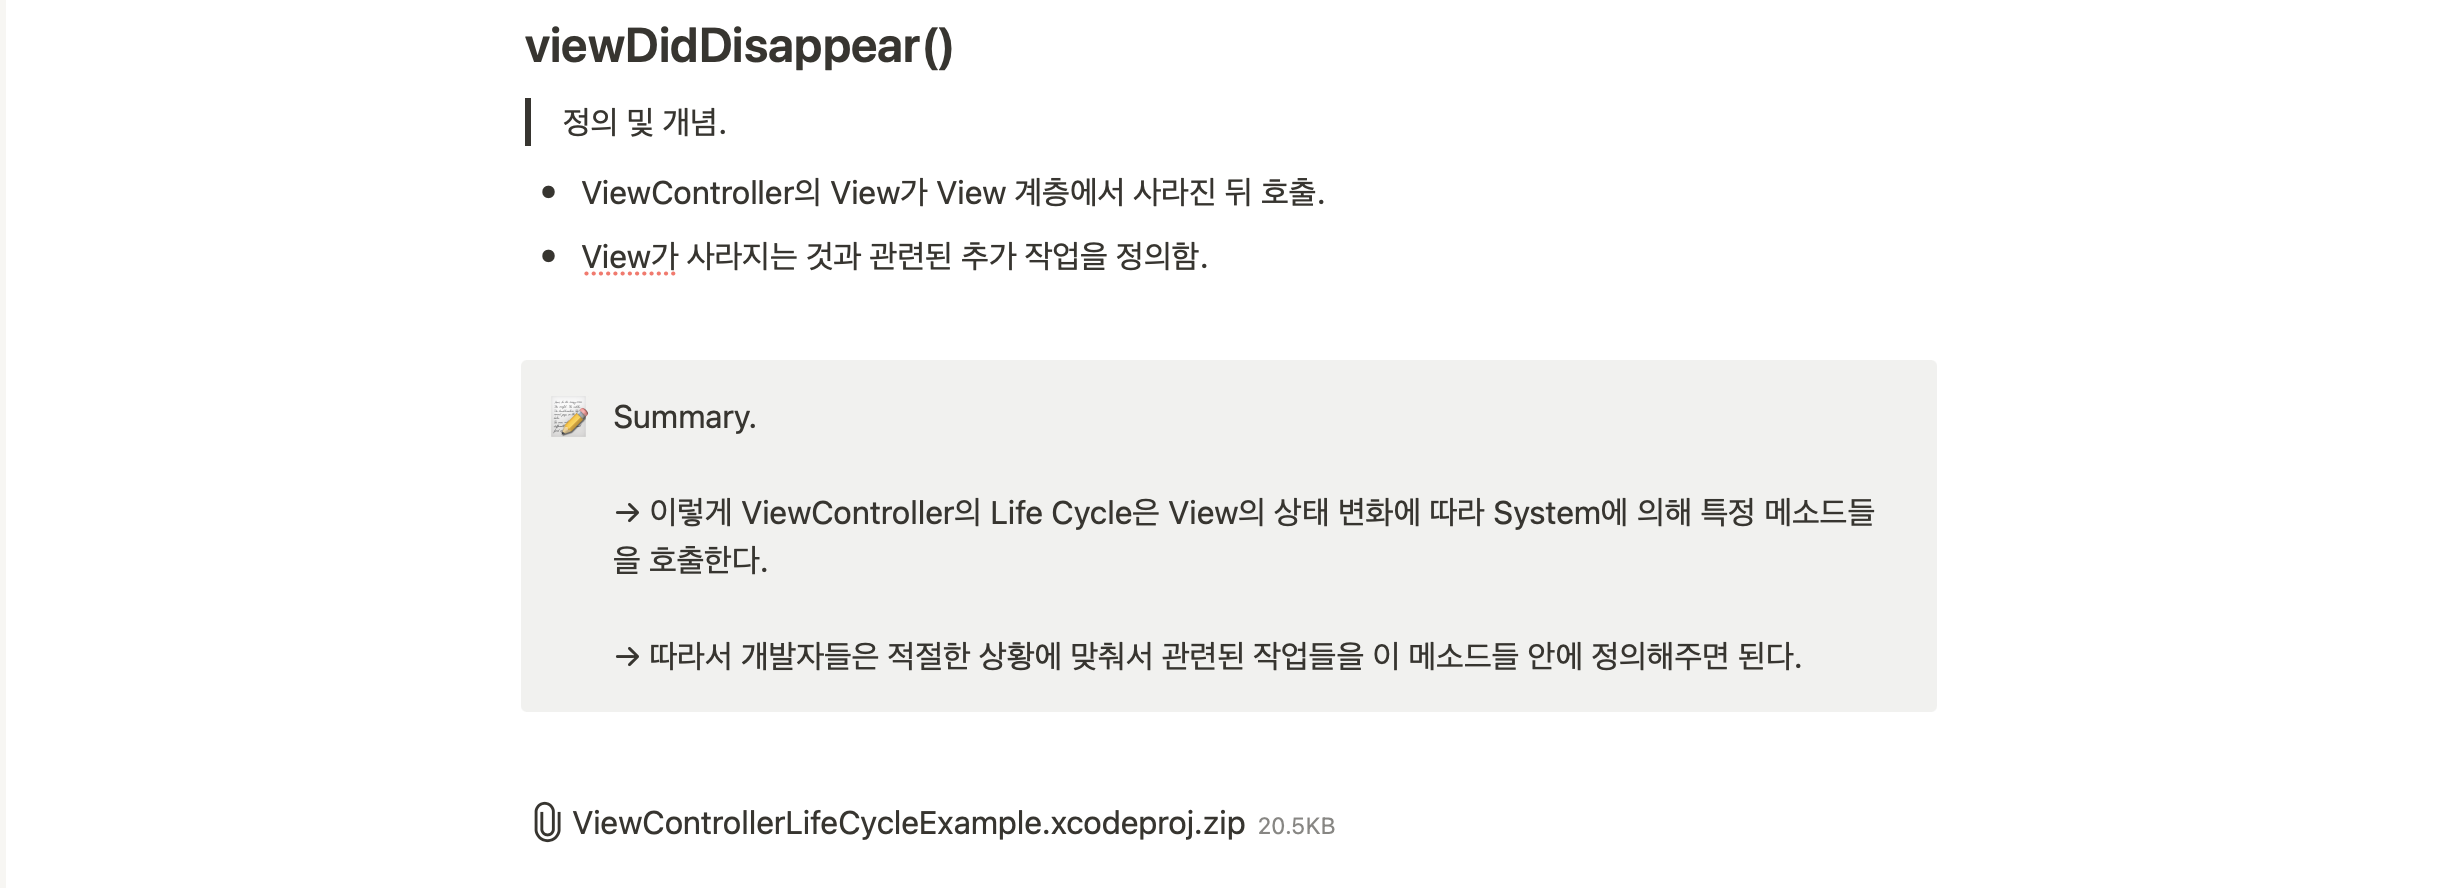 viewDidDisappear()
정의 및 개념.
• ViewController의 View가 View 계층에서 사라진 뒤 호출.
• View가 사라지는 것과 관련된 추가 작업을 정의함.
Summary.
→ 이렇게 ViewController의 Life Cycle은 View의 상태 변화에 따라 System에 의해 특정 메소드들
을 호출한다.
→ 따라서 개발자들은 적절한 상황에 맞춰서 관련된 작업들을 이 메소드들 안에 정의해주면 된다.
ViewControllerLifeCycleExample.xcodeproj.zip 20.5KB